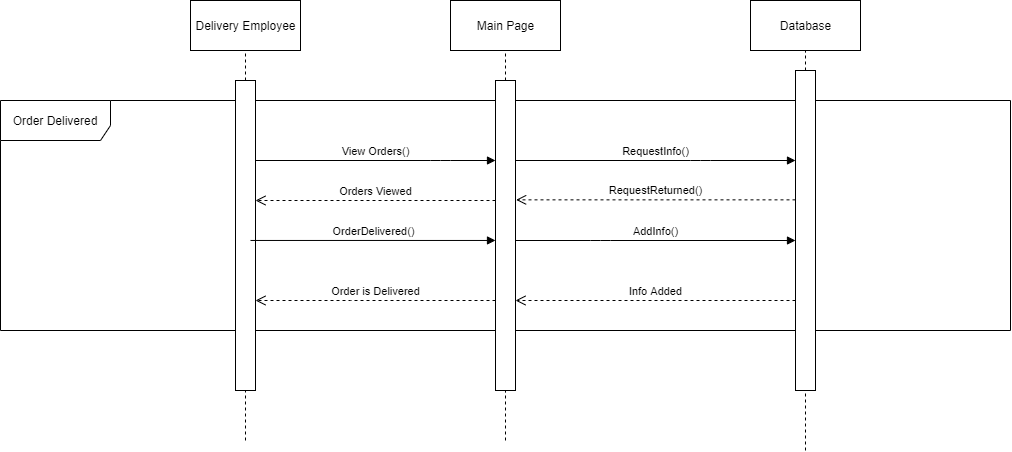 Delivery Employee
Main Page
Database
Order Delivered
View Orders()
RequestInfo()
Orders Viewed
RequestReturned()
OrderDelivered()
AddInfo()
Order is Delivered
Info Added